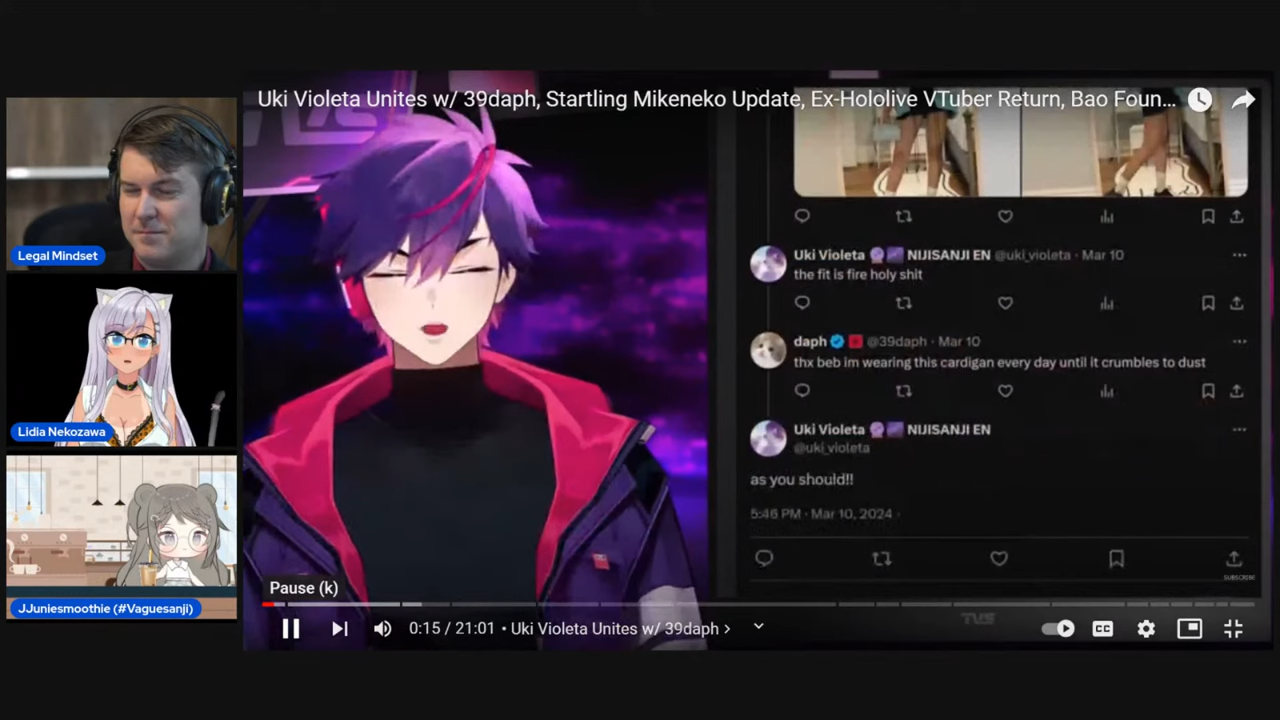 Uki Violeta Unites w/ 39daph, Startling Mikeneko Update, Ex-Hololive VTuber Return, Bao Foun...
Legal Mindset
Lidia Nekozawa
JJuniesmoothie (#Vaguesanji)
Uki Violeta NIJISANJI EN @uki_violeta · Mar 10
the fit is fire holy shit
daph @39daph · Mar 10
thx beb im wearing this cardigan every day until it crumbles to dust
Uki Violeta NIJISANJI EN
@uki_violeta
as you should!!
5:46 PM · Mar 10, 2024 ·
SUBSCRIBE
Pause (k)
0:15 / 21:01 • Uki Violeta Unites w/ 39daph >
CC